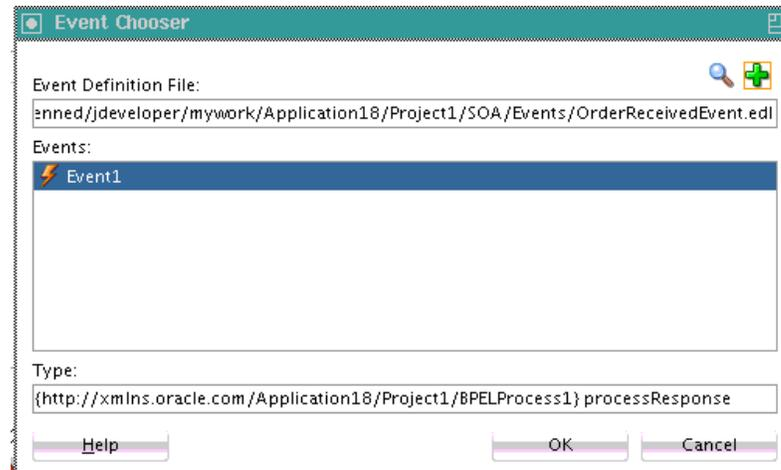 Event Chooser
Event Definition File:
enned/jdeveloper/mywork/Application18/Project1/SOA/Events/OrderReceivedEvent.edl
Events:
Event1
Type:
{http://xmlns.oracle.com/Application18/Project1/BPELProcess1}processResponse
Help
OK
Cancel